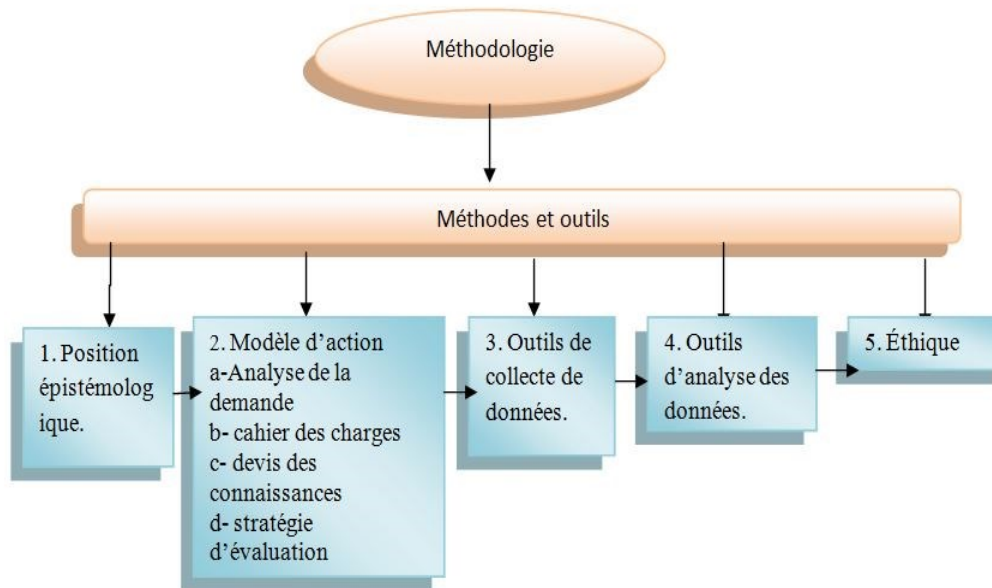 Méthodologie
Méthodes et outils
1. Position
épistémolog
ique.
2. Modèle d’action
a-Analyse de la
demande
b- cahier des charges
c- devis des
connaissances
d- stratégie
d’évaluation
3. Outils de
collecte de
données.
4. Outils
d’analyse des
données.
5. Éthique